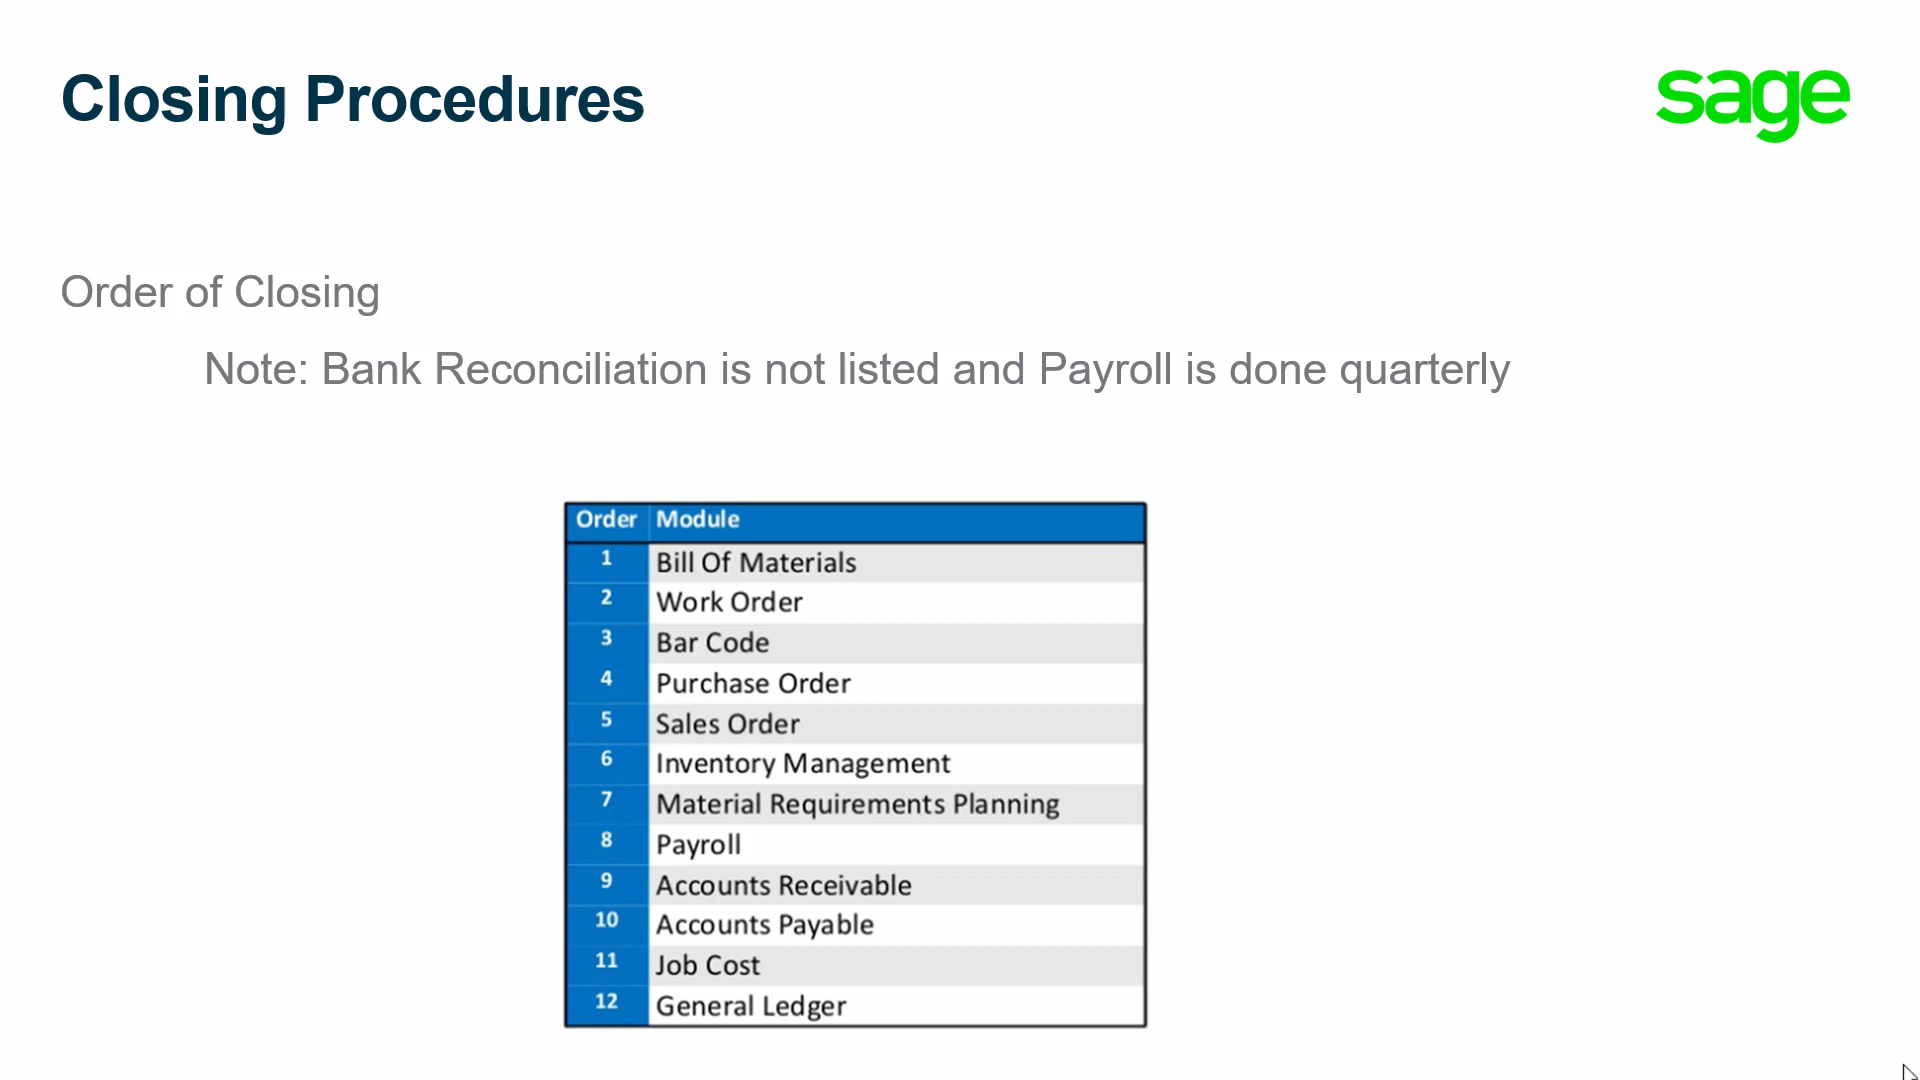 Closing Procedures
sage
Order of Closing
Note: Bank Reconciliation is not listed and Payroll is done quarterly
Order Module
1 Bill Of Materials
2 Work Order
3 Bar Code
4 Purchase Order
5 Sales Order
6 Inventory Management
7 Material Requirements Planning
8 Payroll
9 Accounts Receivable
10 Accounts Payable
11 Job Cost
12 General Ledger